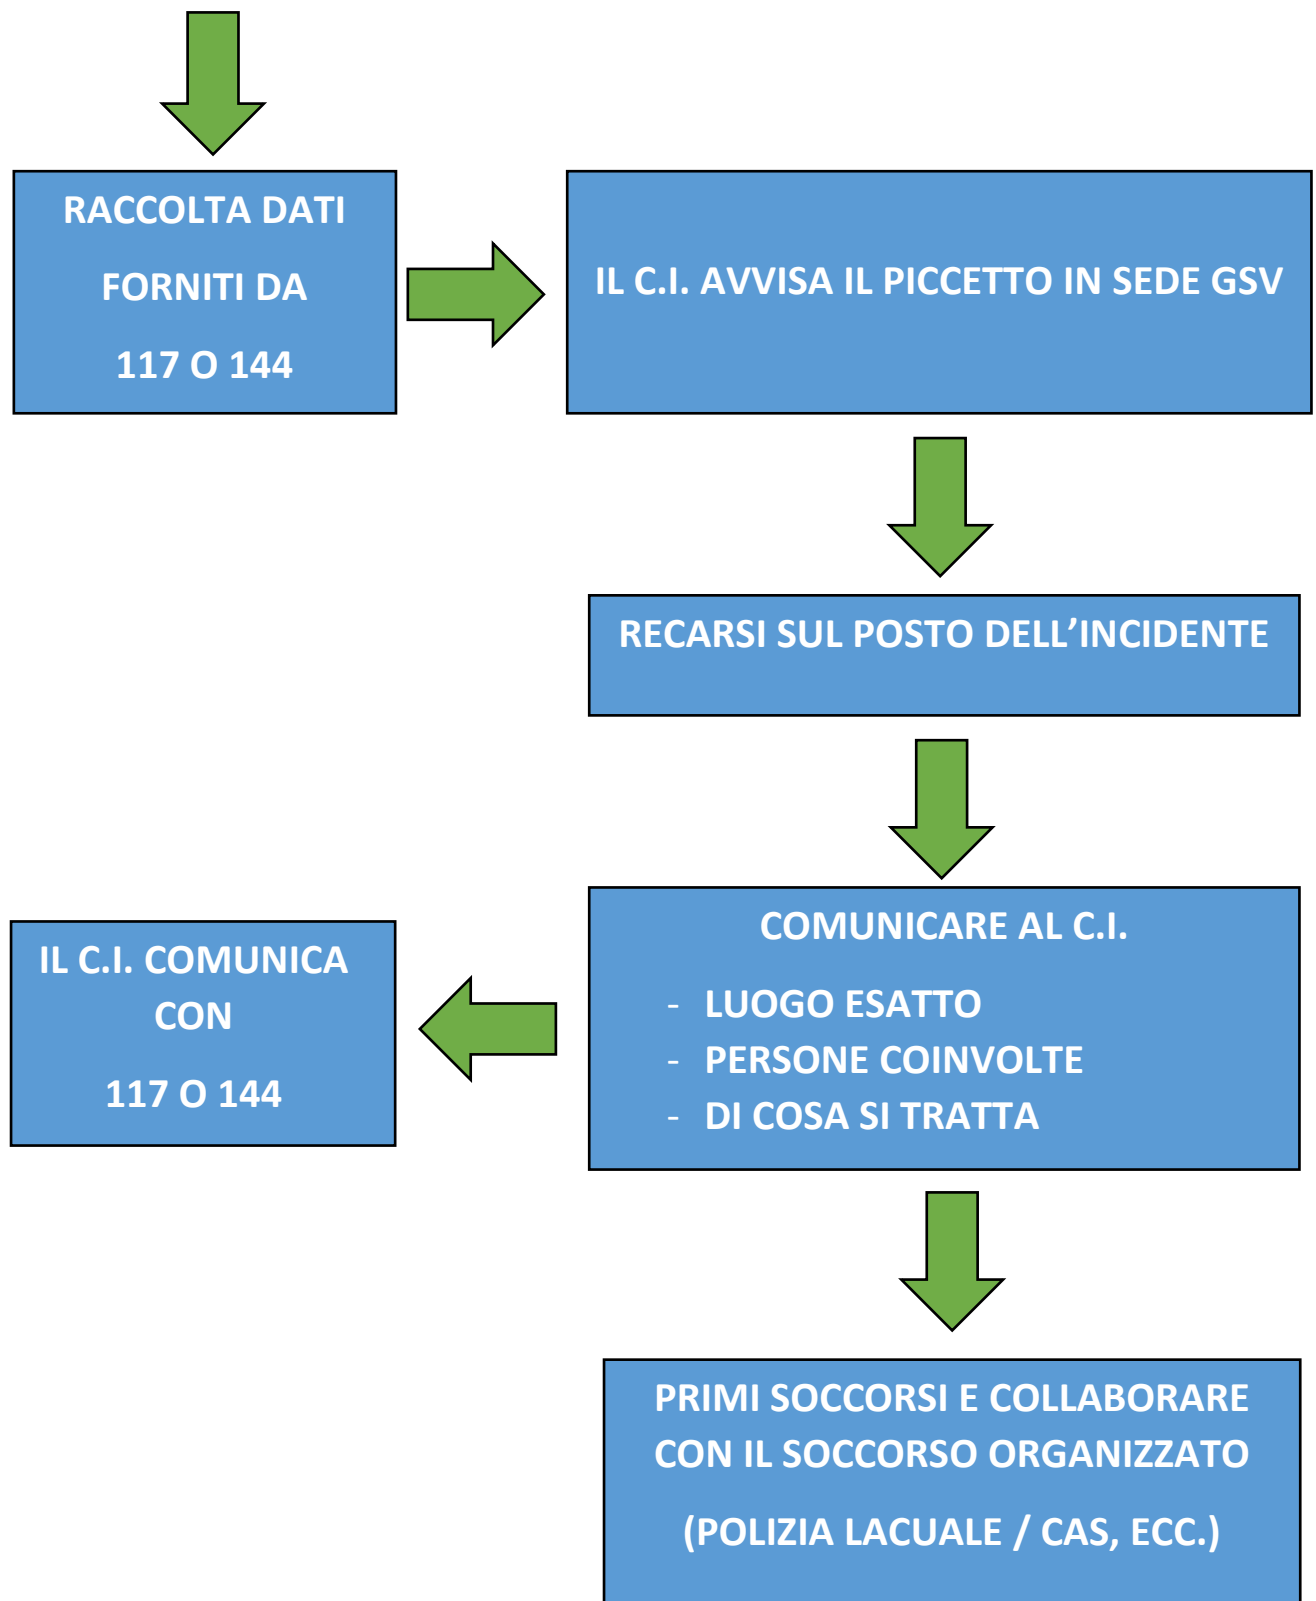 RACCOLTA DATI
FORNITI DA
117 O 144
IL C.I. AVVISA IL PICCETTO IN SEDE GSV
RECARSI SUL POSTO DELL’INCIDENTE
COMUNICARE AL C.I.
- LUOGO ESATTO
- PERSONE COINVOLTE
- DI COSA SI TRATTA
IL C.I. COMUNICA
CON
117 O 144
PRIMI SOCCORSI E COLLABORARE
CON IL SOCCORSO ORGANIZZATO
(POLIZIA LACUALE / CAS, ECC.)